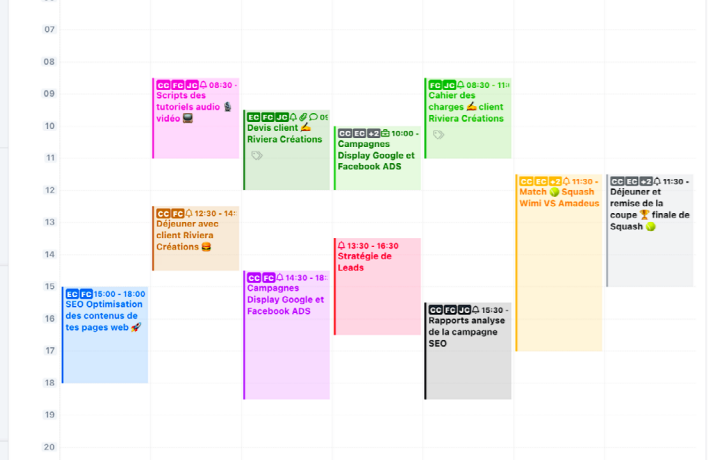 07
08
09
10
11
12
13
14
15
16
17
18
19
20
EC FC 15:00 - 18:00
SEO Optimisation
des contenus de
tes pages web 🚀
CC FC JC 08:30 -
Scripts des
tutoriels audio 🎙️
vidéo 📺
CC FC 12:30 - 14:
Déjeuner avec
client Riviera
Créations 🍔
EC FC JC 09
Devis client ✍️
Riviera Créations
CC FC 14:30 - 18:
Campagnes
Display Google et
Facebook ADS
CC EC +2 10:00 -
Campagnes
Display Google et
Facebook ADS
13:30 - 16:30
Stratégie de
Leads
FC JC 08:30 - 11:
Cahier des
charges ✍️ client
Riviera Créations
CC FC JC 15:30 -
Rapports analyse
de la campagne
SEO
CC EC +2 11:30 -
Match 🎾 Squash
Wimi VS Amadeus
CC EC +2 11:30 -
Déjeuner et
remise de la
coupe 🏆 finale de
Squash 🎾